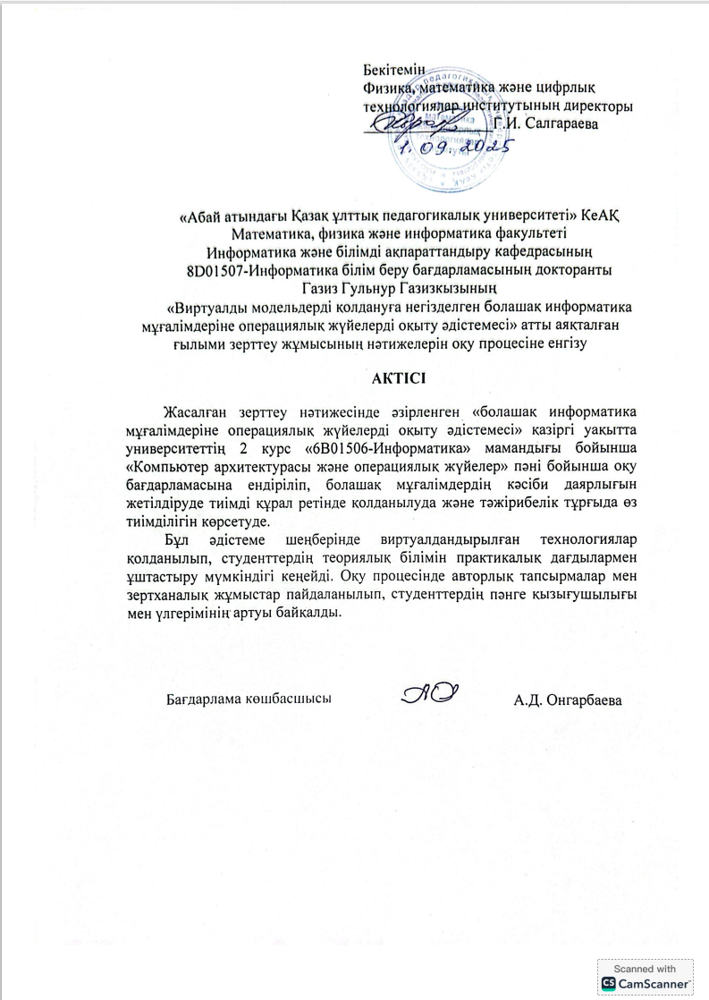 Бекітемін
Физика, математика және цифрлық
технологиялар институтының директоры
Г.И. Салгараева
1.09.2025
«Абай атындағы Қазақ ұлттық педагогикалық университеті» КеАҚ
Математика, физика және информатика факультеті
Информатика және білімді ақпараттандыру кафедрасының
8D01507-Информатика білім беру бағдарламасының докторанты
Газиз Гульнур Газизкызының
«Виртуалды модельдерді қолдануға негізделген болашақ информатика
мұғалімдеріне операциялық жүйелерді оқыту әдістемесі» атты аяқталған
ғылыми зерттеу жұмысының нәтижелерін оқу процесіне енгізу
АКТІСІ
Жасалған зерттеу нәтижесінде әзірленген «болашақ информатика
мұғалімдеріне операциялық жүйелерді оқыту әдістемесі» қазіргі уақытта
университеттің 2 курс «6В01506-Информатика» мамандығы бойынша
«Компьютер архитектурасы және операциялық жүйелер» пәні бойынша оқу
бағдарламасына ендіріліп, болашақ мұғалімдердің кәсіби даярлығын
жетілдіруде тиімді құрал ретінде қолданылуда және тәжірибелік тұрғыда өз
тиімділігін көрсетуде.
Бұл әдістеме шеңберінде виртуалдандырылған технологиялар
қолданылып, студенттердің теориялық білімін практикалық дағдылармен
ұштастыру мүмкіндігі кеңейді. Оқу процесінде авторлық тапсырмалар мен
зертханалық жұмыстар пайдаланылып, студенттердің пәнге қызығушылығы
мен үлгерімінің артуы байқалды.
Бағдарлама көшбасшысы А.Д. Онгарбаева
Scanned with
CS CamScanner